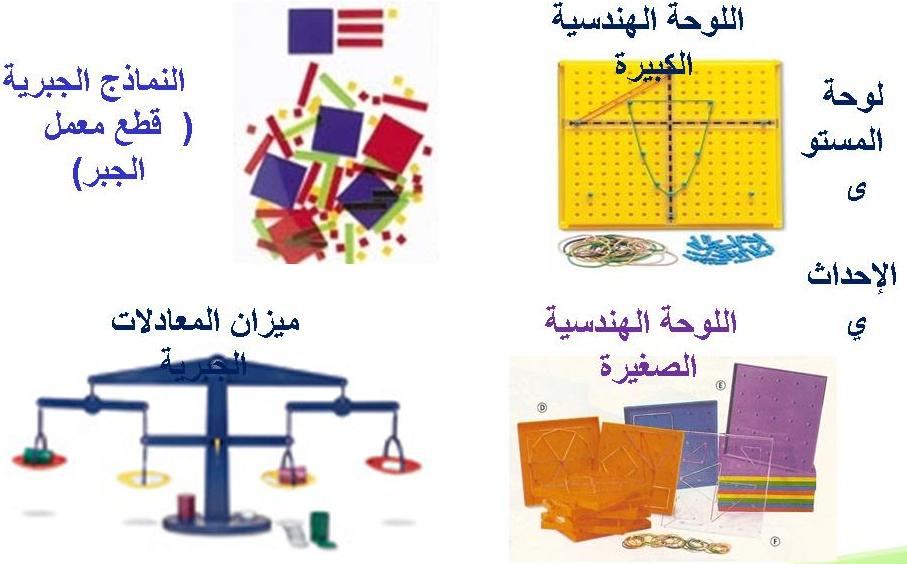 اللوحة الهندسية
الكبيرة
لوحة
المستو
ى
الإحداث
ي
النماذج الجبرية
( قطع معمل
الجبر)
ميزان المعادلات
الجبرية
اللوحة الهندسية
الصغيرة
D
E
F